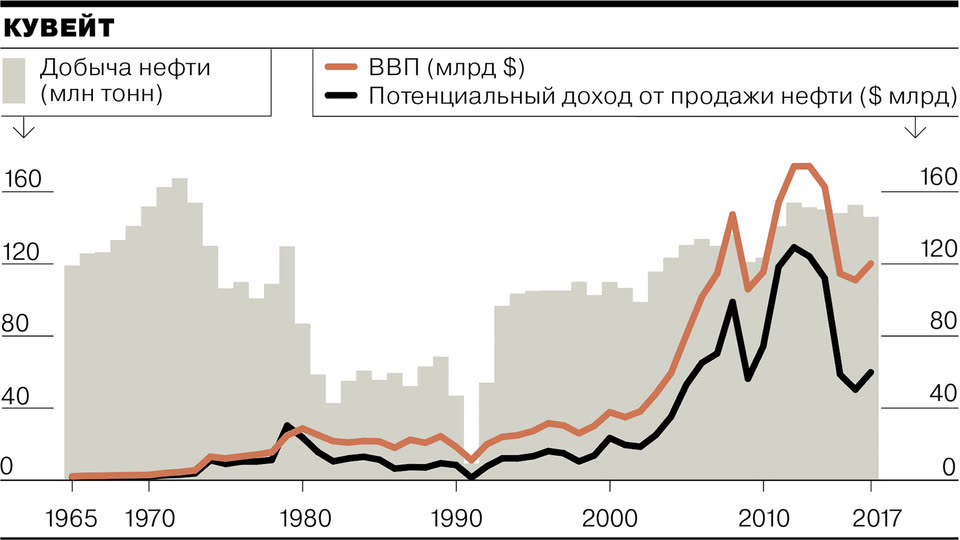 КУВЕЙТ
Добыча нефти
(млн тонн)
ВВП (млрд $)
Потенциальный доход от продажи нефти ($ млрд)
160 160
120 120
80 80
40 40
0 0
1965 1970 1980 1990 2000 2010 2017